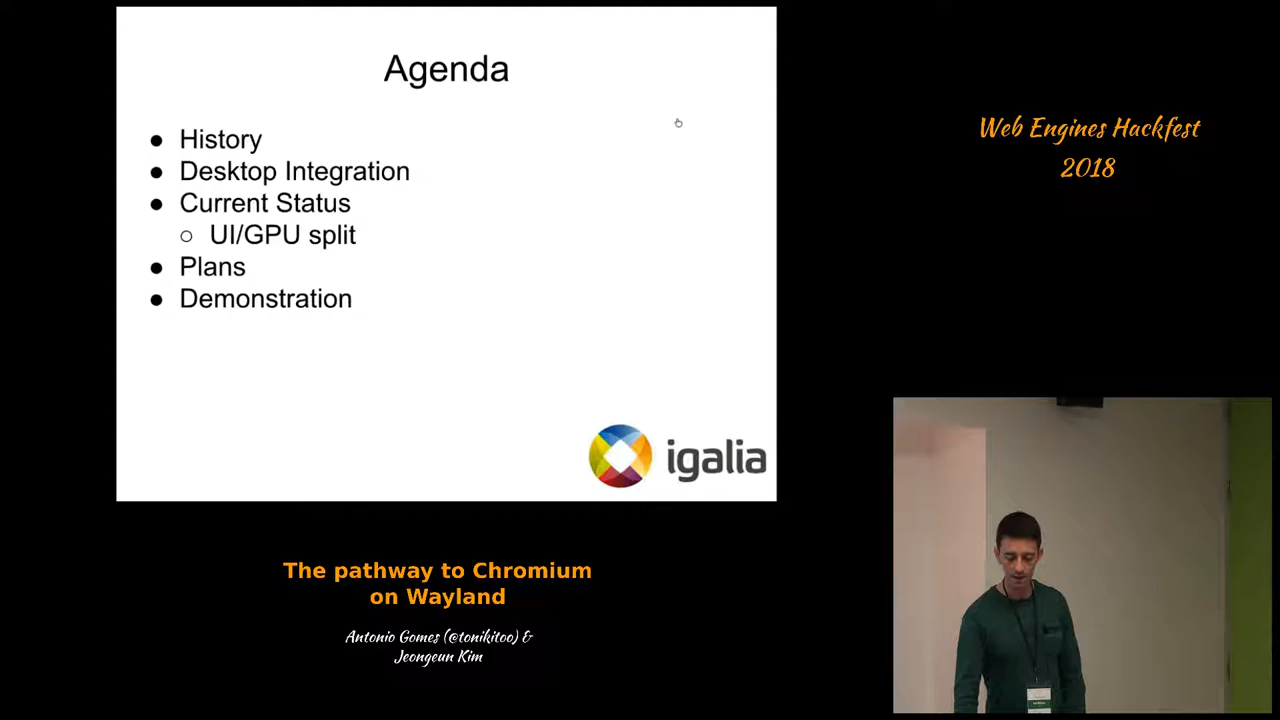 Agenda
● History
● Desktop Integration
● Current Status
○ UI/GPU split
● Plans
● Demonstration
igalia
Web Engines Hackfest
2018
The pathway to Chromium
on Wayland
Antonio Gomes (@tonikitoo) &
Jeongeun Kim